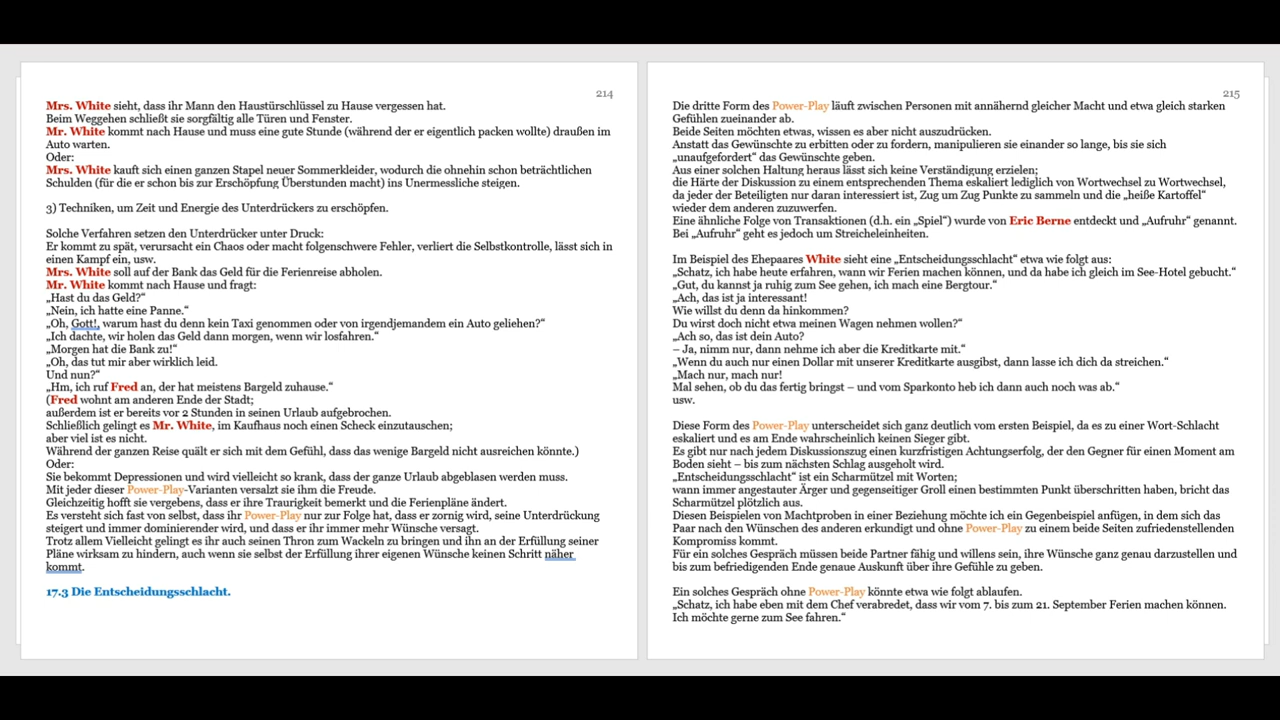 214
Mrs. White sieht, dass ihr Mann den Haustürschlüssel zu Hause vergessen hat.
Beim Weggehen schließt sie sorgfältig alle Türen und Fenster.
Mr. White kommt nach Hause und muss eine gute Stunde (während der er eigentlich packen wollte) draußen im
Auto warten.
Oder:
Mrs. White kauft sich einen ganzen Stapel neuer Sommerkleider, wodurch die ohnehin schon beträchtlichen
Schulden (für die er schon bis zur Erschöpfung Überstunden macht) ins Unermessliche steigen.
3) Techniken, um Zeit und Energie des Unterdrückers zu erschöpfen.
Solche Verfahren setzen den Unterdrücker unter Druck:
Er kommt zu spät, verursacht ein Chaos oder macht folgenschwere Fehler, verliert die Selbstkontrolle, lässt sich in
einen Kampf ein, usw.
Mrs. White soll auf der Bank das Geld für die Ferienreise abholen.
Mr. White kommt nach Hause und fragt:
„Hast du das Geld?“
„Nein, ich hatte eine Panne.“
„Oh, Gott!, warum hast du denn kein Taxi genommen oder von irgendjemandem ein Auto geliehen?“
„Ich dachte, wir holen das Geld dann morgen, wenn wir losfahren.“
„Morgen hat die Bank zu!“
„Oh, das tut mir aber wirklich leid.
Und nun?“
„Hm, ich ruf Fred an, der hat meistens Bargeld zuhause.“
(Fred wohnt am anderen Ende der Stadt;
außerdem ist er bereits vor 2 Stunden in seinen Urlaub aufgebrochen.
Schließlich gelingt es Mr. White, im Kaufhaus noch einen Scheck einzutauschen;
aber viel ist es nicht.
Während der ganzen Reise quält er sich mit dem Gefühl, dass das wenige Bargeld nicht ausreichen könnte.)
Oder:
Sie bekommt Depressionen und wird vielleicht so krank, dass der ganze Urlaub abgeblasen werden muss.
Mit jeder dieser Power-Play-Varianten versalzt sie ihm die Freude.
Gleichzeitig hofft sie vergebens, dass er ihre Traurigkeit bemerkt und die Ferienpläne ändert.
Es versteht sich fast von selbst, dass ihr Power-Play nur zur Folge hat, dass er zornig wird, seine Unterdrückung
steigert und immer dominierender wird, und dass er ihr immer mehr Wünsche versagt.
Trotz allem Vielleicht gelingt es ihr auch seinen Thron zum Wackeln zu bringen und ihn an der Erfüllung seiner
Pläne wirksam zu hindern, auch wenn sie selbst der Erfüllung ihrer eigenen Wünsche keinen Schritt näher
kommt.
17.3 Die Entscheidungsschlacht.
215
Die dritte Form des Power-Play läuft zwischen Personen mit annähernd gleicher Macht und etwa gleich starken
Gefühlen zueinander ab.
Beide Seiten möchten etwas, wissen es aber nicht auszudrücken.
Anstatt das Gewünschte zu erbitten oder zu fordern, manipulieren sie einander so lange, bis sie sich
„unaufgefordert“ das Gewünschte geben.
Aus einer solchen Haltung heraus lässt sich keine Verständigung erzielen;
die Härte der Diskussion zu einem entsprechenden Thema eskaliert lediglich von Wortwechsel zu Wortwechsel,
da jeder der Beteiligten nur daran interessiert ist, Zug um Zug Punkte zu sammeln und die „heiße Kartoffel“
wieder dem anderen zuzuwerfen.
Eine ähnliche Folge von Transaktionen (d.h. ein „Spiel“) wurde von Eric Berne entdeckt und „Aufruhr“ genannt.
Bei „Aufruhr“ geht es jedoch um Streicheleinheiten.
Im Beispiel des Ehepaares White sieht eine „Entscheidungsschlacht“ etwa wie folgt aus:
„Schatz, ich habe heute erfahren, wann wir Ferien machen können, und da habe ich gleich im See-Hotel gebucht.“
„Gut, du kannst ja ruhig zum See gehen, ich mach eine Bergtour.“
„Ach, das ist ja interessant!
Wie willst du denn da hinkommen?
Du wirst doch nicht etwa meinen Wagen nehmen wollen?“
„Ach so, das ist dein Auto?
– Ja, nimm nur, dann nehme ich aber die Kreditkarte mit.“
„Wenn du auch nur einen Dollar mit unserer Kreditkarte ausgibst, dann lasse ich dich da streichen.“
„Mach nur, mach nur!
Mal sehen, ob du das fertig bringst – und vom Sparkonto heb ich dann auch noch was ab.“
usw.
Diese Form des Power-Play unterscheidet sich ganz deutlich vom ersten Beispiel, da es zu einer Wort-Schlacht
eskaliert und es am Ende wahrscheinlich keinen Sieger gibt.
Es gibt nur nach jedem Diskussionszug einen kurzfristigen Achtungserfolg, der den Gegner für einen Moment am
Boden sieht – bis zum nächsten Schlag ausgeholt wird.
„Entscheidungsschlacht“ ist ein Scharmützel mit Worten;
wann immer angestauter Ärger und gegenseitiger Groll einen bestimmten Punkt überschritten haben, bricht das
Scharmützel plötzlich aus.
Diesen Beispielen von Machtproben in einer Beziehung möchte ich ein Gegenbeispiel anfügen, in dem sich das
Paar nach den Wünschen des anderen erkundigt und ohne Power-Play zu einem beide Seiten zufriedenstellenden
Kompromiss kommt.
Für ein solches Gespräch müssen beide Partner fähig und willens sein, ihre Wünsche ganz genau darzustellen und
bis zum befriedigenden Ende genaue Auskunft über ihre Gefühle zu geben.
Ein solches Gespräch ohne Power-Play könnte etwa wie folgt ablaufen.
„Schatz, ich habe eben mit dem Chef verabredet, dass wir vom 7. bis zum 21. September Ferien machen können.
Ich möchte gerne zum See fahren.“